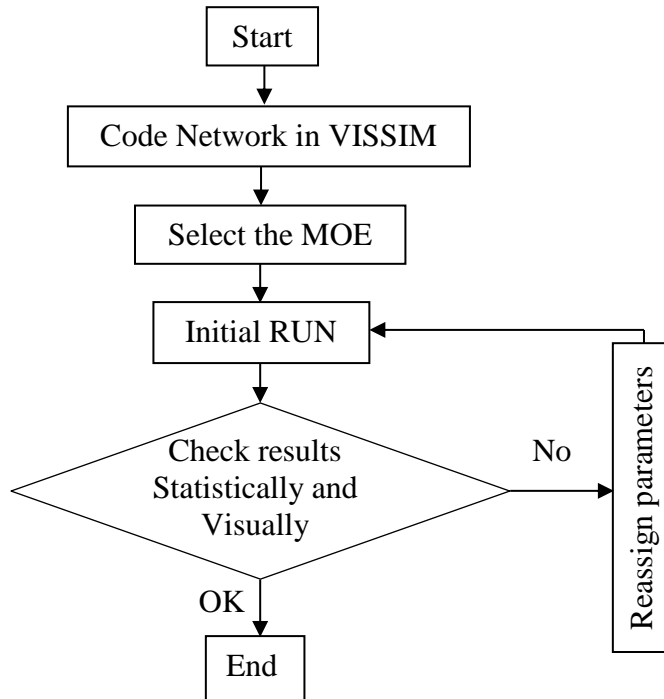 Start
Code Network in VISSIM
Select the MOE
Initial RUN
Check results
Statistically and
Visually
No
Reassign parameters
OK
End